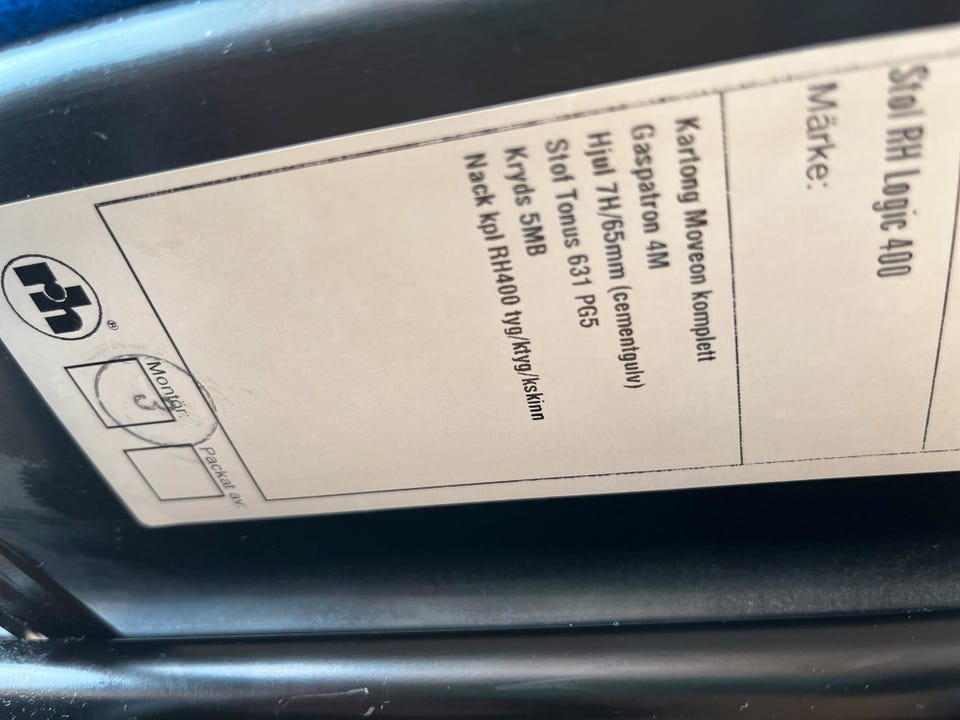 Stol RH Logic 400
Märke:
Kartong Moveon komplett
Gaspatron 4M
Hjul 7H/65mm (cementgulv)
Stof Tonus 631 PG5
Kryds 5MB
Nack kpl RH400 tyg/ktyg/kskinn
Montör:
Packat av:
3
rh®